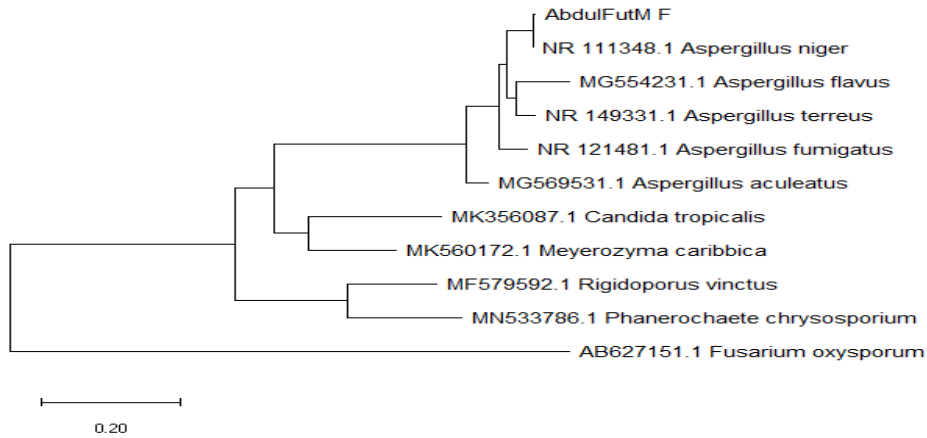 AbdulFutM F
NR 111348.1 Aspergillus niger
MG554231.1 Aspergillus flavus
NR 149331.1 Aspergillus terreus
NR 121481.1 Aspergillus fumigatus
MG569531.1 Aspergillus aculeatus
MK356087.1 Candida tropicalis
MK560172.1 Meyerozyma caribbica
MF579592.1 Rigidoporus vinctus
MN533786.1 Phanerochaete chrysosporium
AB627151.1 Fusarium oxysporum
0.20